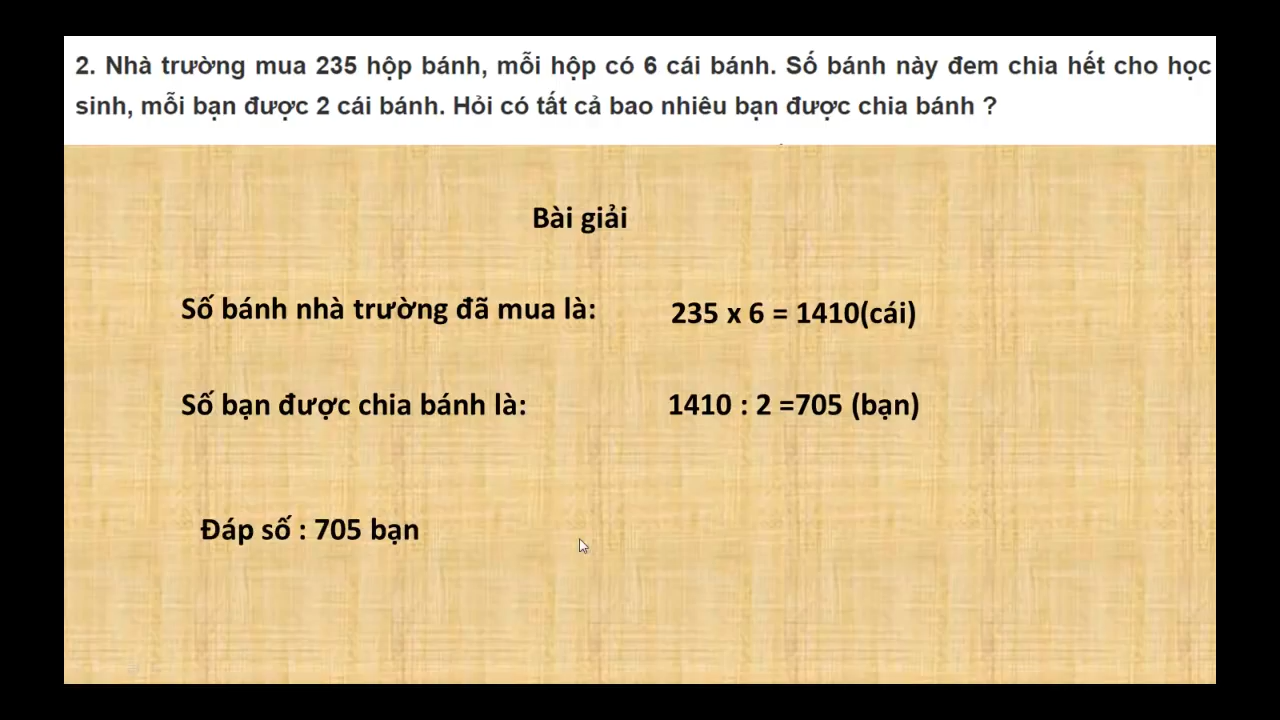 2. Nhà trường mua 235 hộp bánh, mỗi hộp có 6 cái bánh. Số bánh này đem chia hết cho học
sinh, mỗi bạn được 2 cái bánh. Hỏi có tất cả bao nhiêu bạn được chia bánh ?
Bài giải
Số bánh nhà trường đã mua là: 235 x 6 = 1410(cái)
Số bạn được chia bánh là: 1410 : 2 =705 (bạn)
Đáp số : 705 bạn